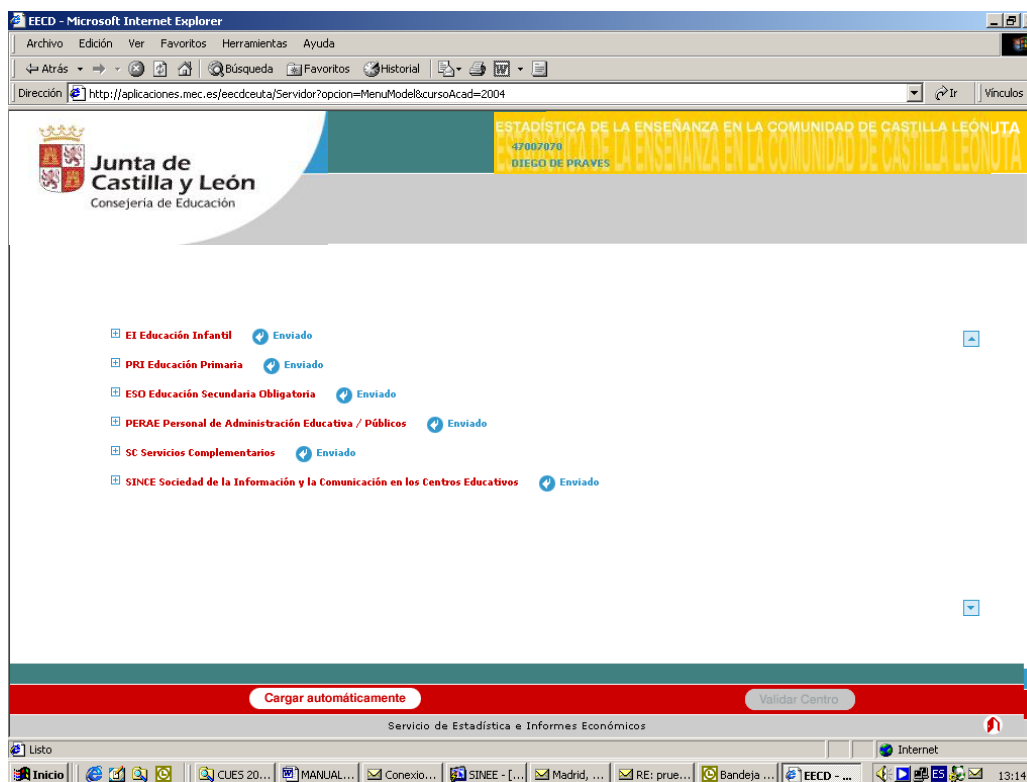 EECD - Microsoft Internet Explorer
Archivo Edición Ver Favoritos Herramientas Ayuda
Atrás Búsqueda Favoritos Historial
Dirección http://aplicaciones.mec.es/eecdceuta/Servidor?opcion=MenuModel&cursoAcad=2004 Ir Vínculos
ESTADÍSTICA DE LA ENSEÑANZA EN LA COMUNIDAD DE CASTILLA LEÓN UTA
47007070
DIEGO DE PRAVES
Junta de
Castilla y León
Consejería de Educación
EI Educación Infantil Enviado
PRI Educación Primaria Enviado
ESO Educación Secundaria Obligatoria Enviado
PERAE Personal de Administración Educativa / Públicos Enviado
SC Servicios Complementarios Enviado
SINCE Sociedad de la Información y la Comunicación en los Centros Educativos Enviado
Cargar automáticamente Validar Centro
Servicio de Estadística e Informes Económicos
Listo Internet
Inicio CUES 20... MANUAL... Conexio... SINEE - [... Madrid, ... RE: prue... Bandeja ... EECD - ... ES 13:14